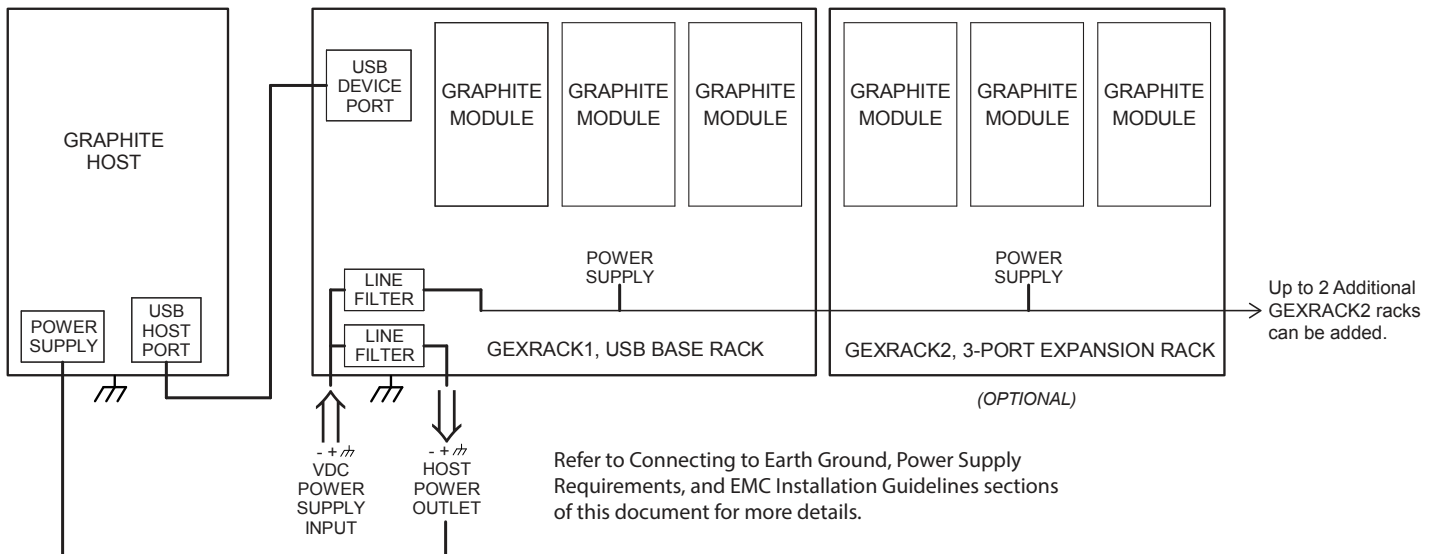 GRAPHITE
HOST
POWER
SUPPLY
USB
HOST
PORT
USB
DEVICE
PORT
GRAPHITE
MODULE
GRAPHITE
MODULE
GRAPHITE
MODULE
LINE
FILTER
LINE
FILTER
POWER
SUPPLY
GEXRACK1, USB BASE RACK
GRAPHITE
MODULE
GRAPHITE
MODULE
GRAPHITE
MODULE
POWER
SUPPLY
GEXRACK2, 3-PORT EXPANSION RACK
(OPTIONAL)
Up to 2 Additional
GEXRACK2 racks
can be added.
- +
VDC
POWER
SUPPLY
INPUT
- +
HOST
POWER
OUTLET
Refer to Connecting to Earth Ground, Power Supply
Requirements, and EMC Installation Guidelines sections
of this document for more details.